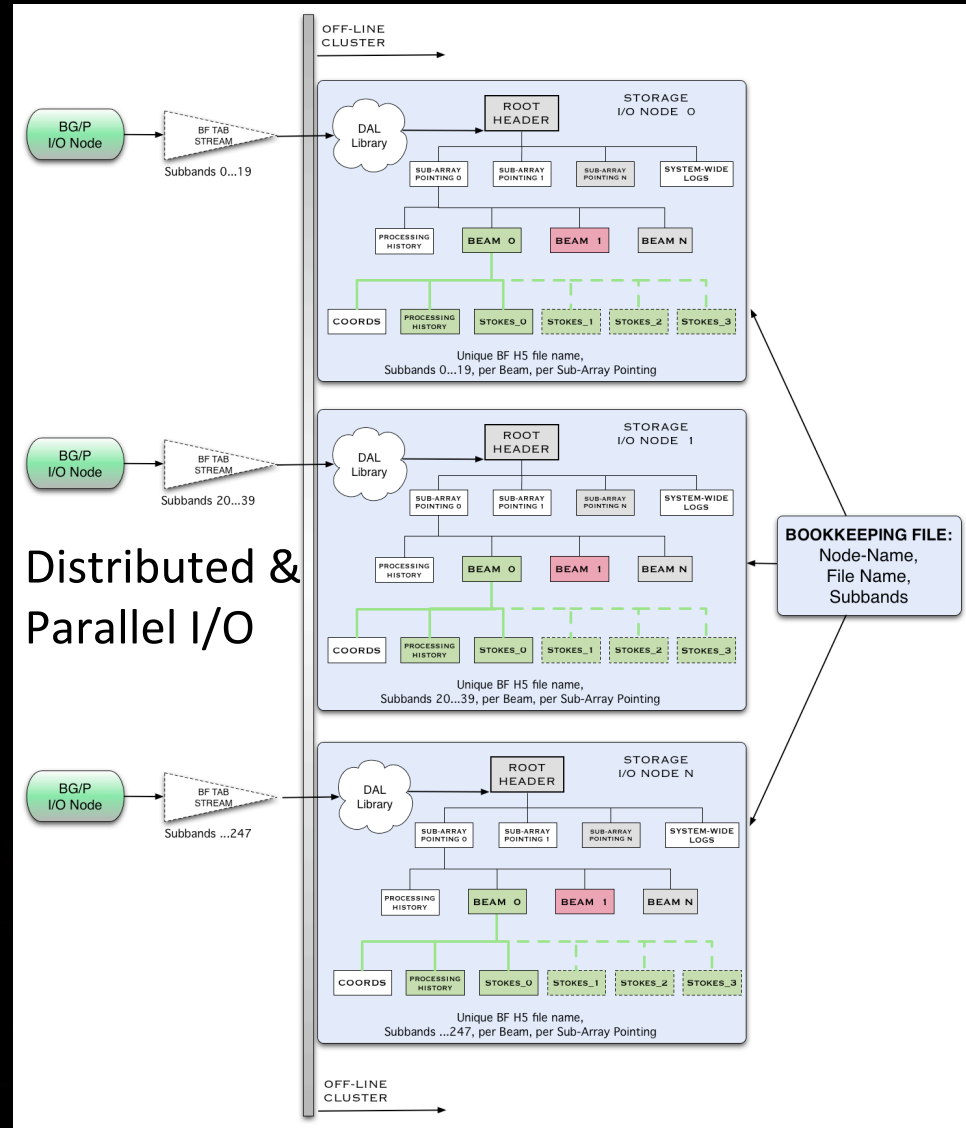 OFF-LINE
CLUSTER
BG/P
I/O Node
BF TAB
STREAM
Subbands 0...19
DAL
Library
ROOT
HEADER
STORAGE
I/O NODE 0
SUB-ARRAY
POINTING 0
SUB-ARRAY
POINTING 1
SUB-ARRAY
POINTING N
SYSTEM-WIDE
LOGS
PROCESSING
HISTORY
BEAM 0
BEAM 1
BEAM N
COORDS
PROCESSING
HISTORY
STOKES_0
STOKES_1
STOKES_2
STOKES_3
Unique BF H5 file name,
Subbands 0...19, per Beam, per Sub-Array Pointing
BG/P
I/O Node
BF TAB
STREAM
Subbands 20...39
DAL
Library
ROOT
HEADER
STORAGE
I/O NODE 1
SUB-ARRAY
POINTING 0
SUB-ARRAY
POINTING 1
SUB-ARRAY
POINTING N
SYSTEM-WIDE
LOGS
PROCESSING
HISTORY
BEAM 0
BEAM 1
BEAM N
COORDS
PROCESSING
HISTORY
STOKES_0
STOKES_1
STOKES_2
STOKES_3
Unique BF H5 file name,
Subbands 20...39, per Beam, per Sub-Array Pointing
Distributed &
Parallel I/O
BOOKKEEPING FILE:
Node-Name,
File Name,
Subbands
BG/P
I/O Node
BF TAB
STREAM
Subbands ...247
DAL
Library
ROOT
HEADER
STORAGE
I/O NODE N
SUB-ARRAY
POINTING 0
SUB-ARRAY
POINTING 1
SUB-ARRAY
POINTING N
SYSTEM-WIDE
LOGS
PROCESSING
HISTORY
BEAM 0
BEAM 1
BEAM N
COORDS
PROCESSING
HISTORY
STOKES_0
STOKES_1
STOKES_2
STOKES_3
Unique BF H5 file name,
Subbands ...247, per Beam, per Sub-Array Pointing
OFF-LINE
CLUSTER